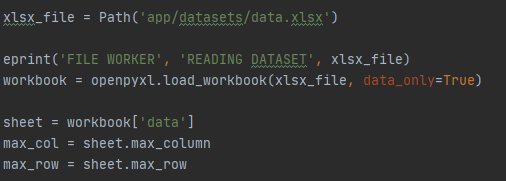 xlsx_file = Path('app/datasets/data.xlsx')
eprint('FILE WORKER', 'READING DATASET', xlsx_file)
workbook = openpyxl.load_workbook(xlsx_file, data_only=True)
sheet = workbook['data']
max_col = sheet.max_column
max_row = sheet.max_row